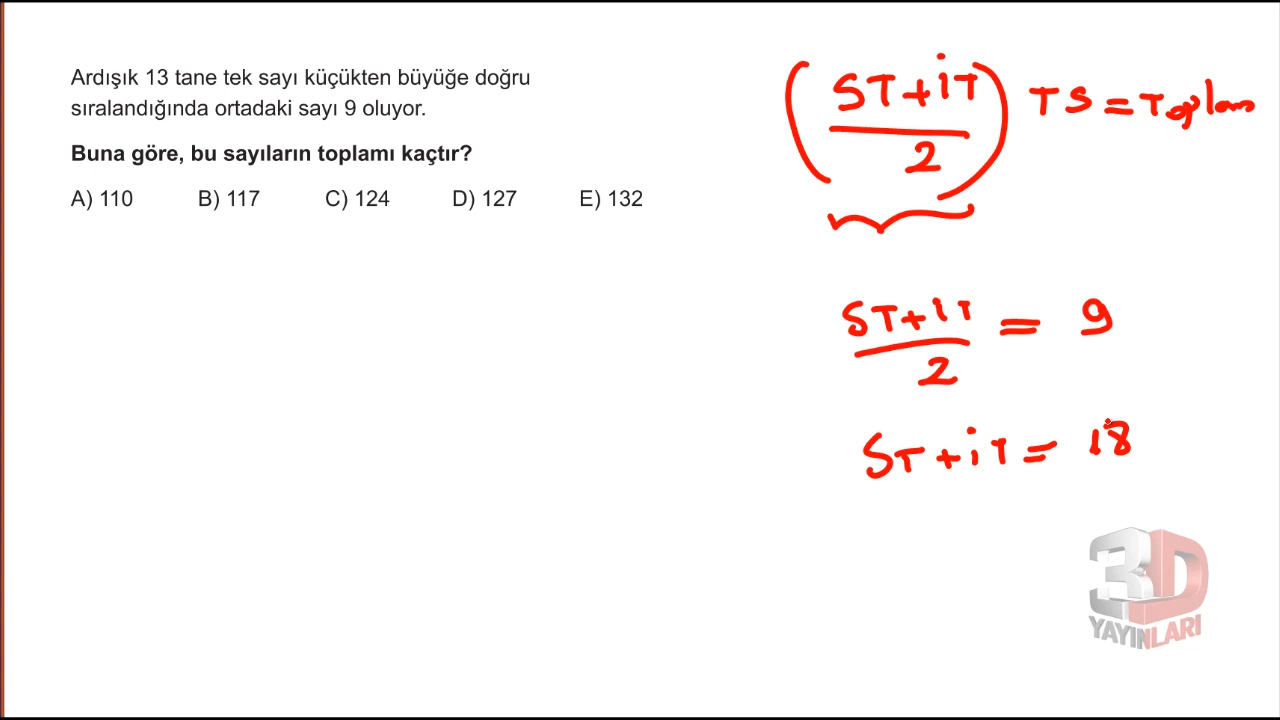 Ardışık 13 tane tek sayı küçükten büyüğe doğru
sıralandığında ortadaki sayı 9 oluyor.
Buna göre, bu sayıların toplamı kaçtır?
A) 110 B) 117 C) 124 D) 127 E) 132
(ST+İT/2) TS = Toplam
ST+İT/2 = 9
ST+İT = 18
3D
YAYINLARI